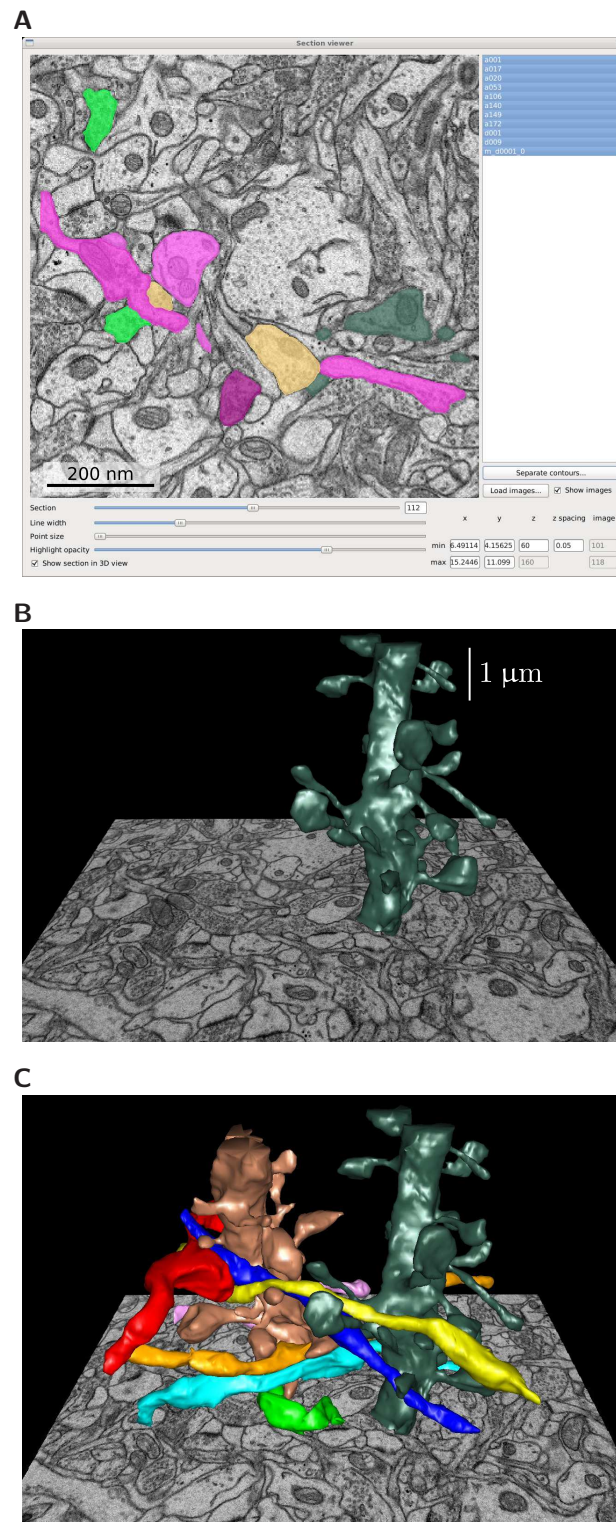 A
Section viewer
a001
a017
a020
a053
a106
a140
a149
a172
d001
d009
m_d0001_0
200 nm
Separate contours...
Load images... Show images
Section 112
Line width
Point size
Highlight opacity
Show section in 3D view
x y z z spacing image
min 6.49114 4.15625 60 0.05 101
max 15.2446 11.099 160 118
B
1 μm
C